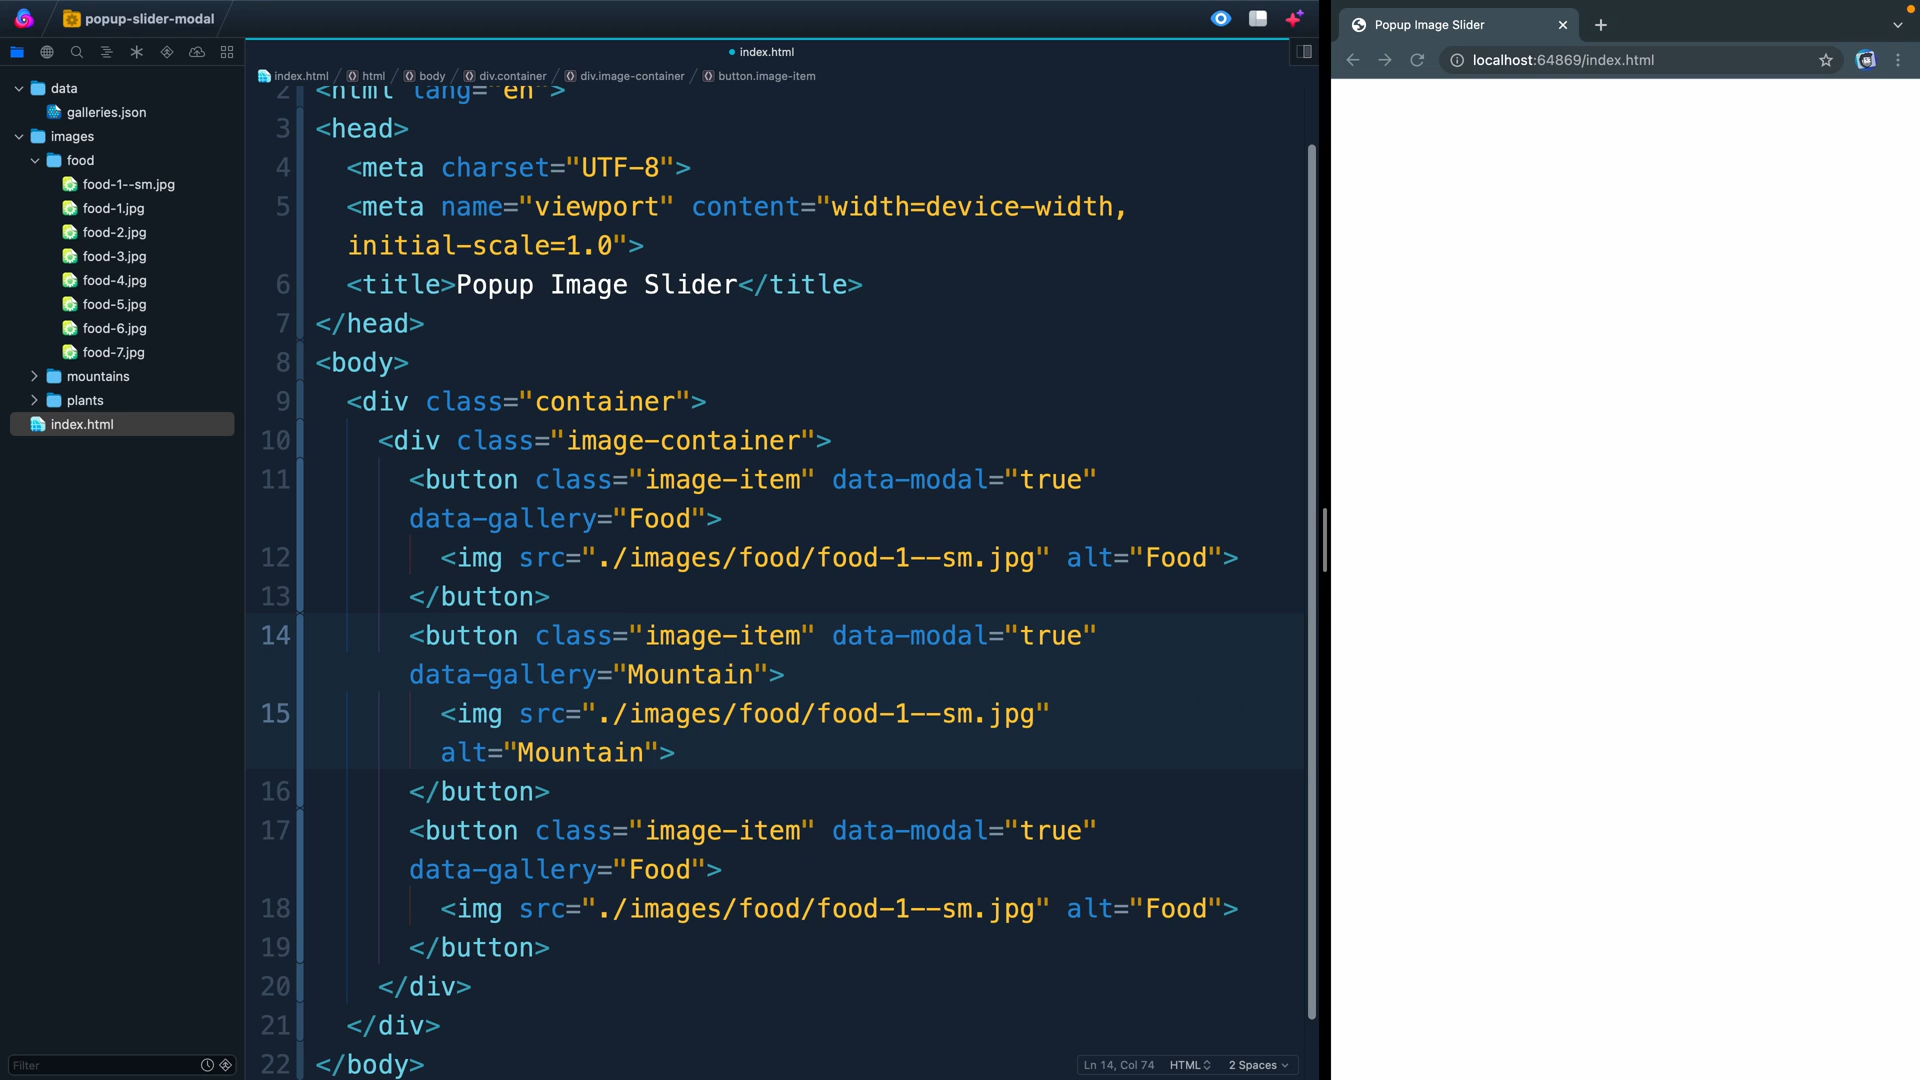 popup-slider-modal
data
galleries.json
images
food
food-1--sm.jpg
food-1.jpg
food-2.jpg
food-3.jpg
food-4.jpg
food-5.jpg
food-6.jpg
food-7.jpg
mountains
plants
index.html
Filter
index.html
index.html / html / body / div.container / div.image-container / button.image-item
2 <html lang="en">
3 <head>
4 <meta charset="UTF-8">
5 <meta name="viewport" content="width=device-width,
initial-scale=1.0">
6 <title>Popup Image Slider</title>
7 </head>
8 <body>
9 <div class="container">
10 <div class="image-container">
11 <button class="image-item" data-modal="true"
data-gallery="Food">
12 <img src="./images/food/food-1--sm.jpg" alt="Food">
13 </button>
14 <button class="image-item" data-modal="true"
data-gallery="Mountain">
15 <img src="./images/food/food-1--sm.jpg"
alt="Mountain">
16 </button>
17 <button class="image-item" data-modal="true"
data-gallery="Food">
18 <img src="./images/food/food-1--sm.jpg" alt="Food">
19 </button>
20 </div>
21 </div>
22 </body>
Ln 14, Col 74 HTML 2 Spaces
Popup Image Slider
localhost:64869/index.html